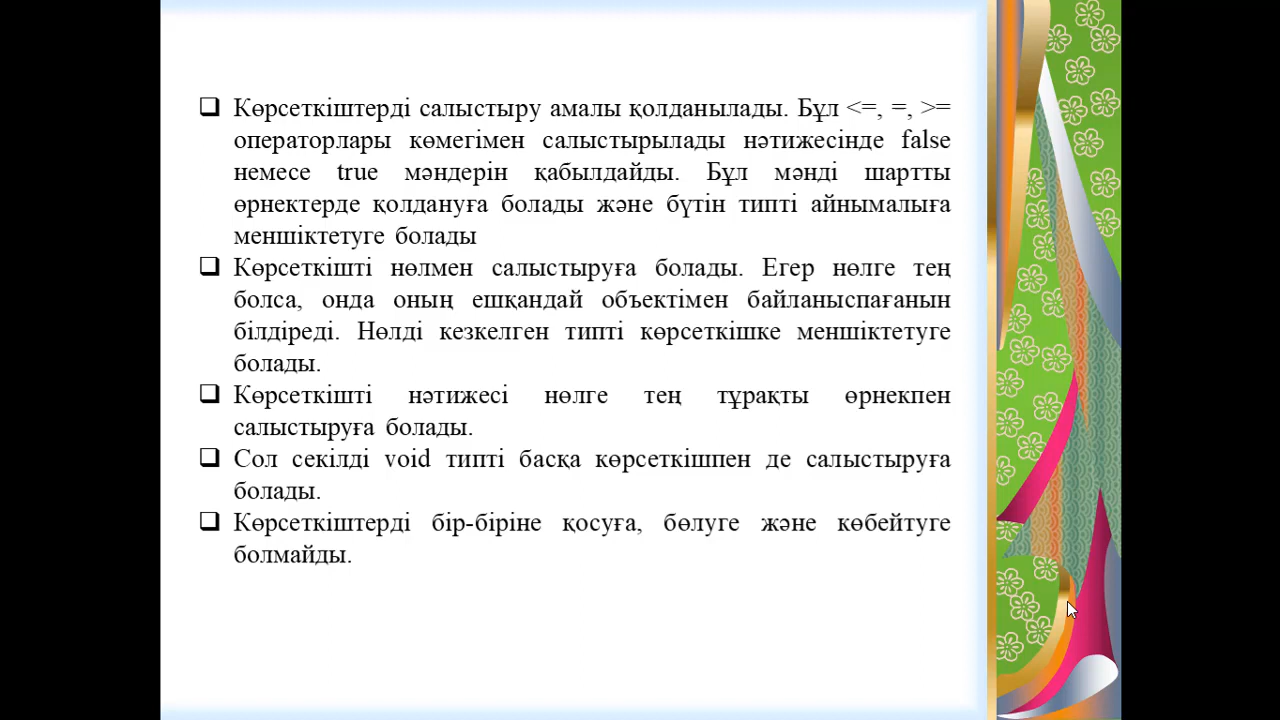 Көрсеткіштерді салыстыру амалы қолданылады. Бұл <=, =, >=
операторлары көмегімен салыстырылады нәтижесінде false
немесе true мәндерін қабылдайды. Бұл мәнді шартты
өрнектерде қолдануға болады және бүтін типті айнымалыға
меншіктетуге болады
Көрсеткішті нөлмен салыстыруға болады. Егер нөлге тең
болса, онда оның ешқандай объектімен байланыспағанын
білдіреді. Нөлді кезкелген типті көрсеткішке меншіктетуге
болады.
Көрсеткішті нәтижесі нөлге тең тұрақты өрнекпен
салыстыруға болады.
Сол секілді void типті басқа көрсеткішпен де салыстыруға
болады.
Көрсеткіштерді бір-біріне қосуға, бөлуге және көбейтуге
болмайды.